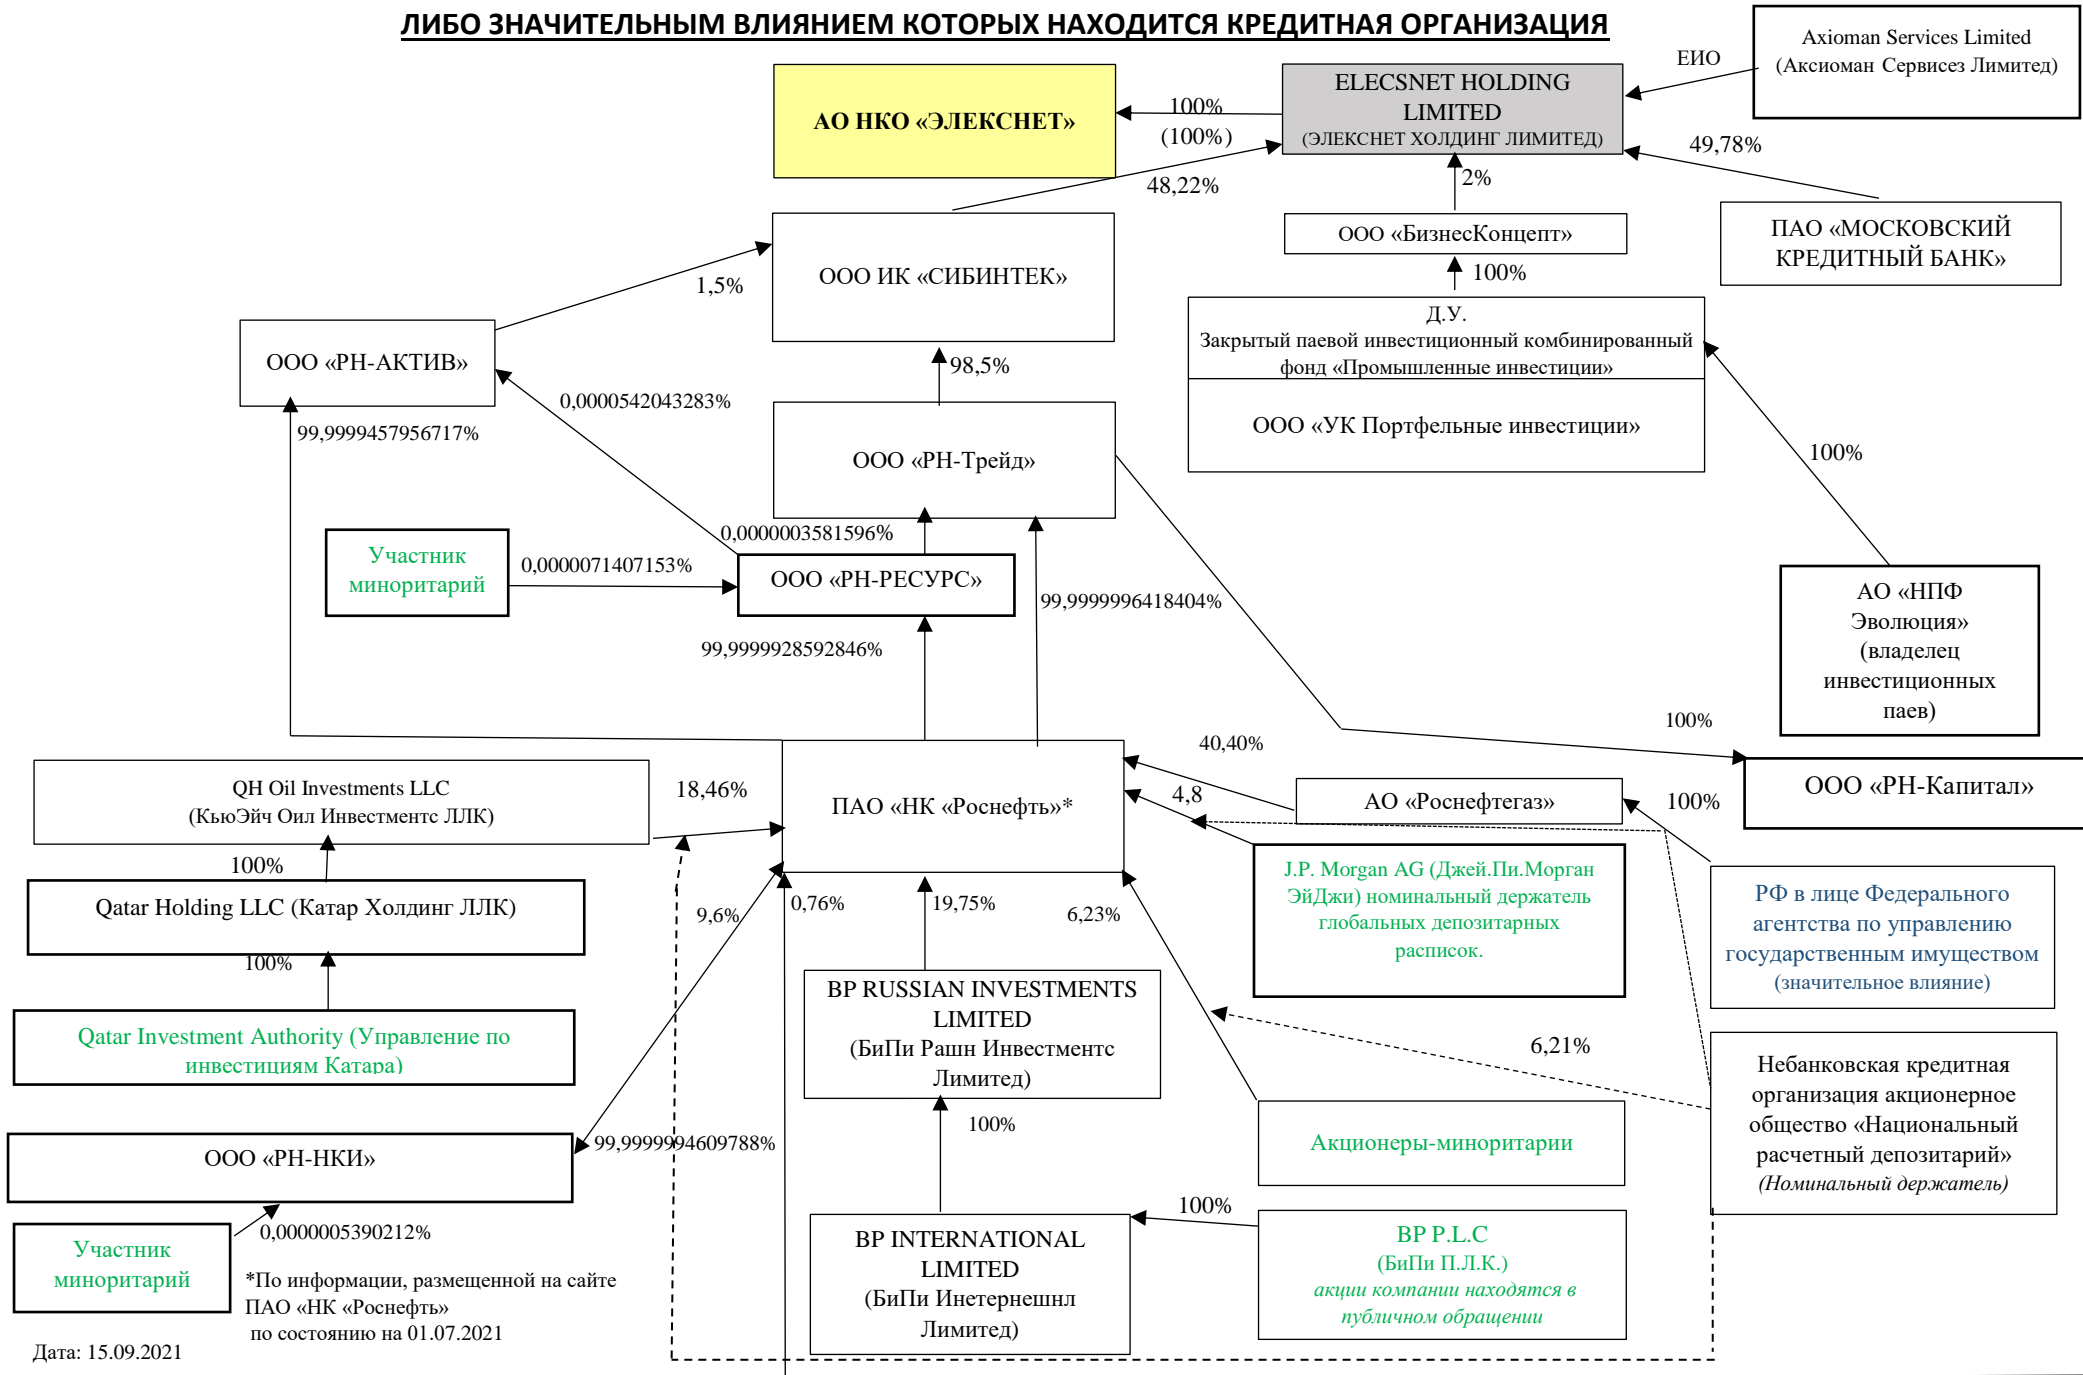 ЛИБО ЗНАЧИТЕЛЬНЫМ ВЛИЯНИЕМ КОТОРЫХ НАХОДИТСЯ КРЕДИТНАЯ ОРГАНИЗАЦИЯ
Axioman Services Limited
(Аксиоман Сервисез Лимитед)
ЕИО
ELECSNET HOLDING
LIMITED
(ЭЛЕКСНЕТ ХОЛДИНГ ЛИМИТЕД)
АО НКО «ЭЛЕКСНЕТ»
100%
(100%)
48,22%
2%
49,78%
ООО «БизнесКонцепт»
ПАО «МОСКОВСКИЙ
КРЕДИТНЫЙ БАНК»
ООО ИК «СИБИНТЕК»
1,5%
100%
Д.У.
Закрытый паевой инвестиционный комбинированный
фонд «Промышленные инвестиции»
ООО «УК Портфельные инвестиции»
ООО «РН-АКТИВ»
98,5%
0,0000542043283%
99,9999457956717%
ООО «РН-Трейд»
100%
0,0000003581596%
Участник
миноритарий
0,0000071407153%
ООО «РН-РЕСУРС»
99,99999996418404%
АО «НПФ
Эволюция»
(владелец
инвестиционных
паев)
99,9999928592846%
100%
40,40%
QH Oil Investments LLC
(КьюЭйч Оил Инвестментс ЛЛК)
18,46%
ПАО «НК «Роснефть»*
4,8
АО «Роснефтегаз»
100%
ООО «РН-Капитал»
100%
Qatar Holding LLC (Катар Холдинг ЛЛК)
9,6%
0,76%
19,75%
6,23%
J.P. Morgan AG (Джей.Пи.Морган
ЭйДжи) номинальный держатель
глобальных депозитарных
расписок.
РФ в лице Федерального
агентства по управлению
государственным имуществом
(значительное влияние)
100%
Qatar Investment Authority (Управление по
инвестициям Катара)
BP RUSSIAN INVESTMENTS
LIMITED
(БиПи Рашн Инвестментс
Лимитед)
6,21%
Небанковская кредитная
организация акционерное
общество «Национальный
расчетный депозитарий»
(Номинальный держатель)
100%
ООО «РН-НКИ»
99,9999994609788%
Акционеры-миноритарии
0,0000005390212%
Участник
миноритарий
BP INTERNATIONAL
LIMITED
(БиПи Инетернешнл
Лимитед)
100%
BP P.L.C
(БиПи П.Л.К.)
акции компании находятся в
публичном обращении
*По информации, размещенной на сайте
ПАО «НК «Роснефть»
по состоянию на 01.07.2021
Дата: 15.09.2021